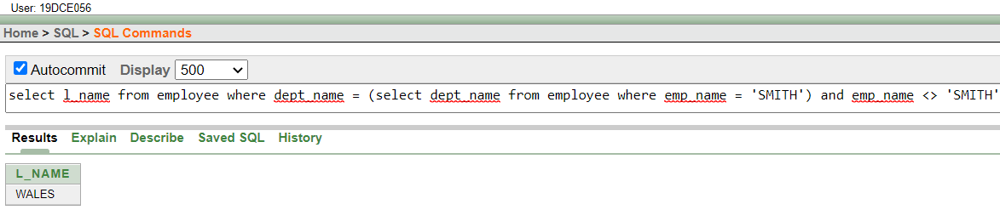 User: 19DCE056
Home > SQL > SQL Commands
Autocommit Display 500
select l_name from employee where dept_name = (select dept_name from employee where emp_name = 'SMITH') and emp_name <> 'SMITH'
Results Explain Describe Saved SQL History
L_NAME
WALES